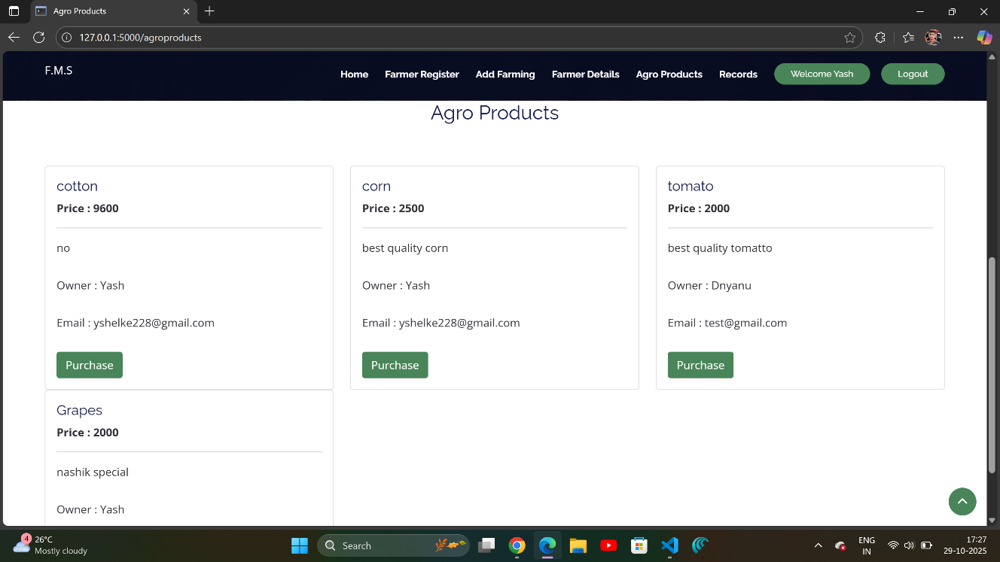 Agro Products
127.0.0.1:5000/agroproducts
F.M.S
Home Farmer Register Add Farming Farmer Details Agro Products Records Welcome Yash Logout
Agro Products
cotton
Price : 9600
no
Owner : Yash
Email : yshelke228@gmail.com
Purchase
corn
Price : 2500
best quality corn
Owner : Yash
Email : yshelke228@gmail.com
Purchase
tomato
Price : 2000
best quality tomatto
Owner : Dnyanu
Email : test@gmail.com
Purchase
Grapes
Price : 2000
nashik special
Owner : Yash
4
26°C
Mostly cloudy
Search
ENG
IN
17:27
29-10-2025